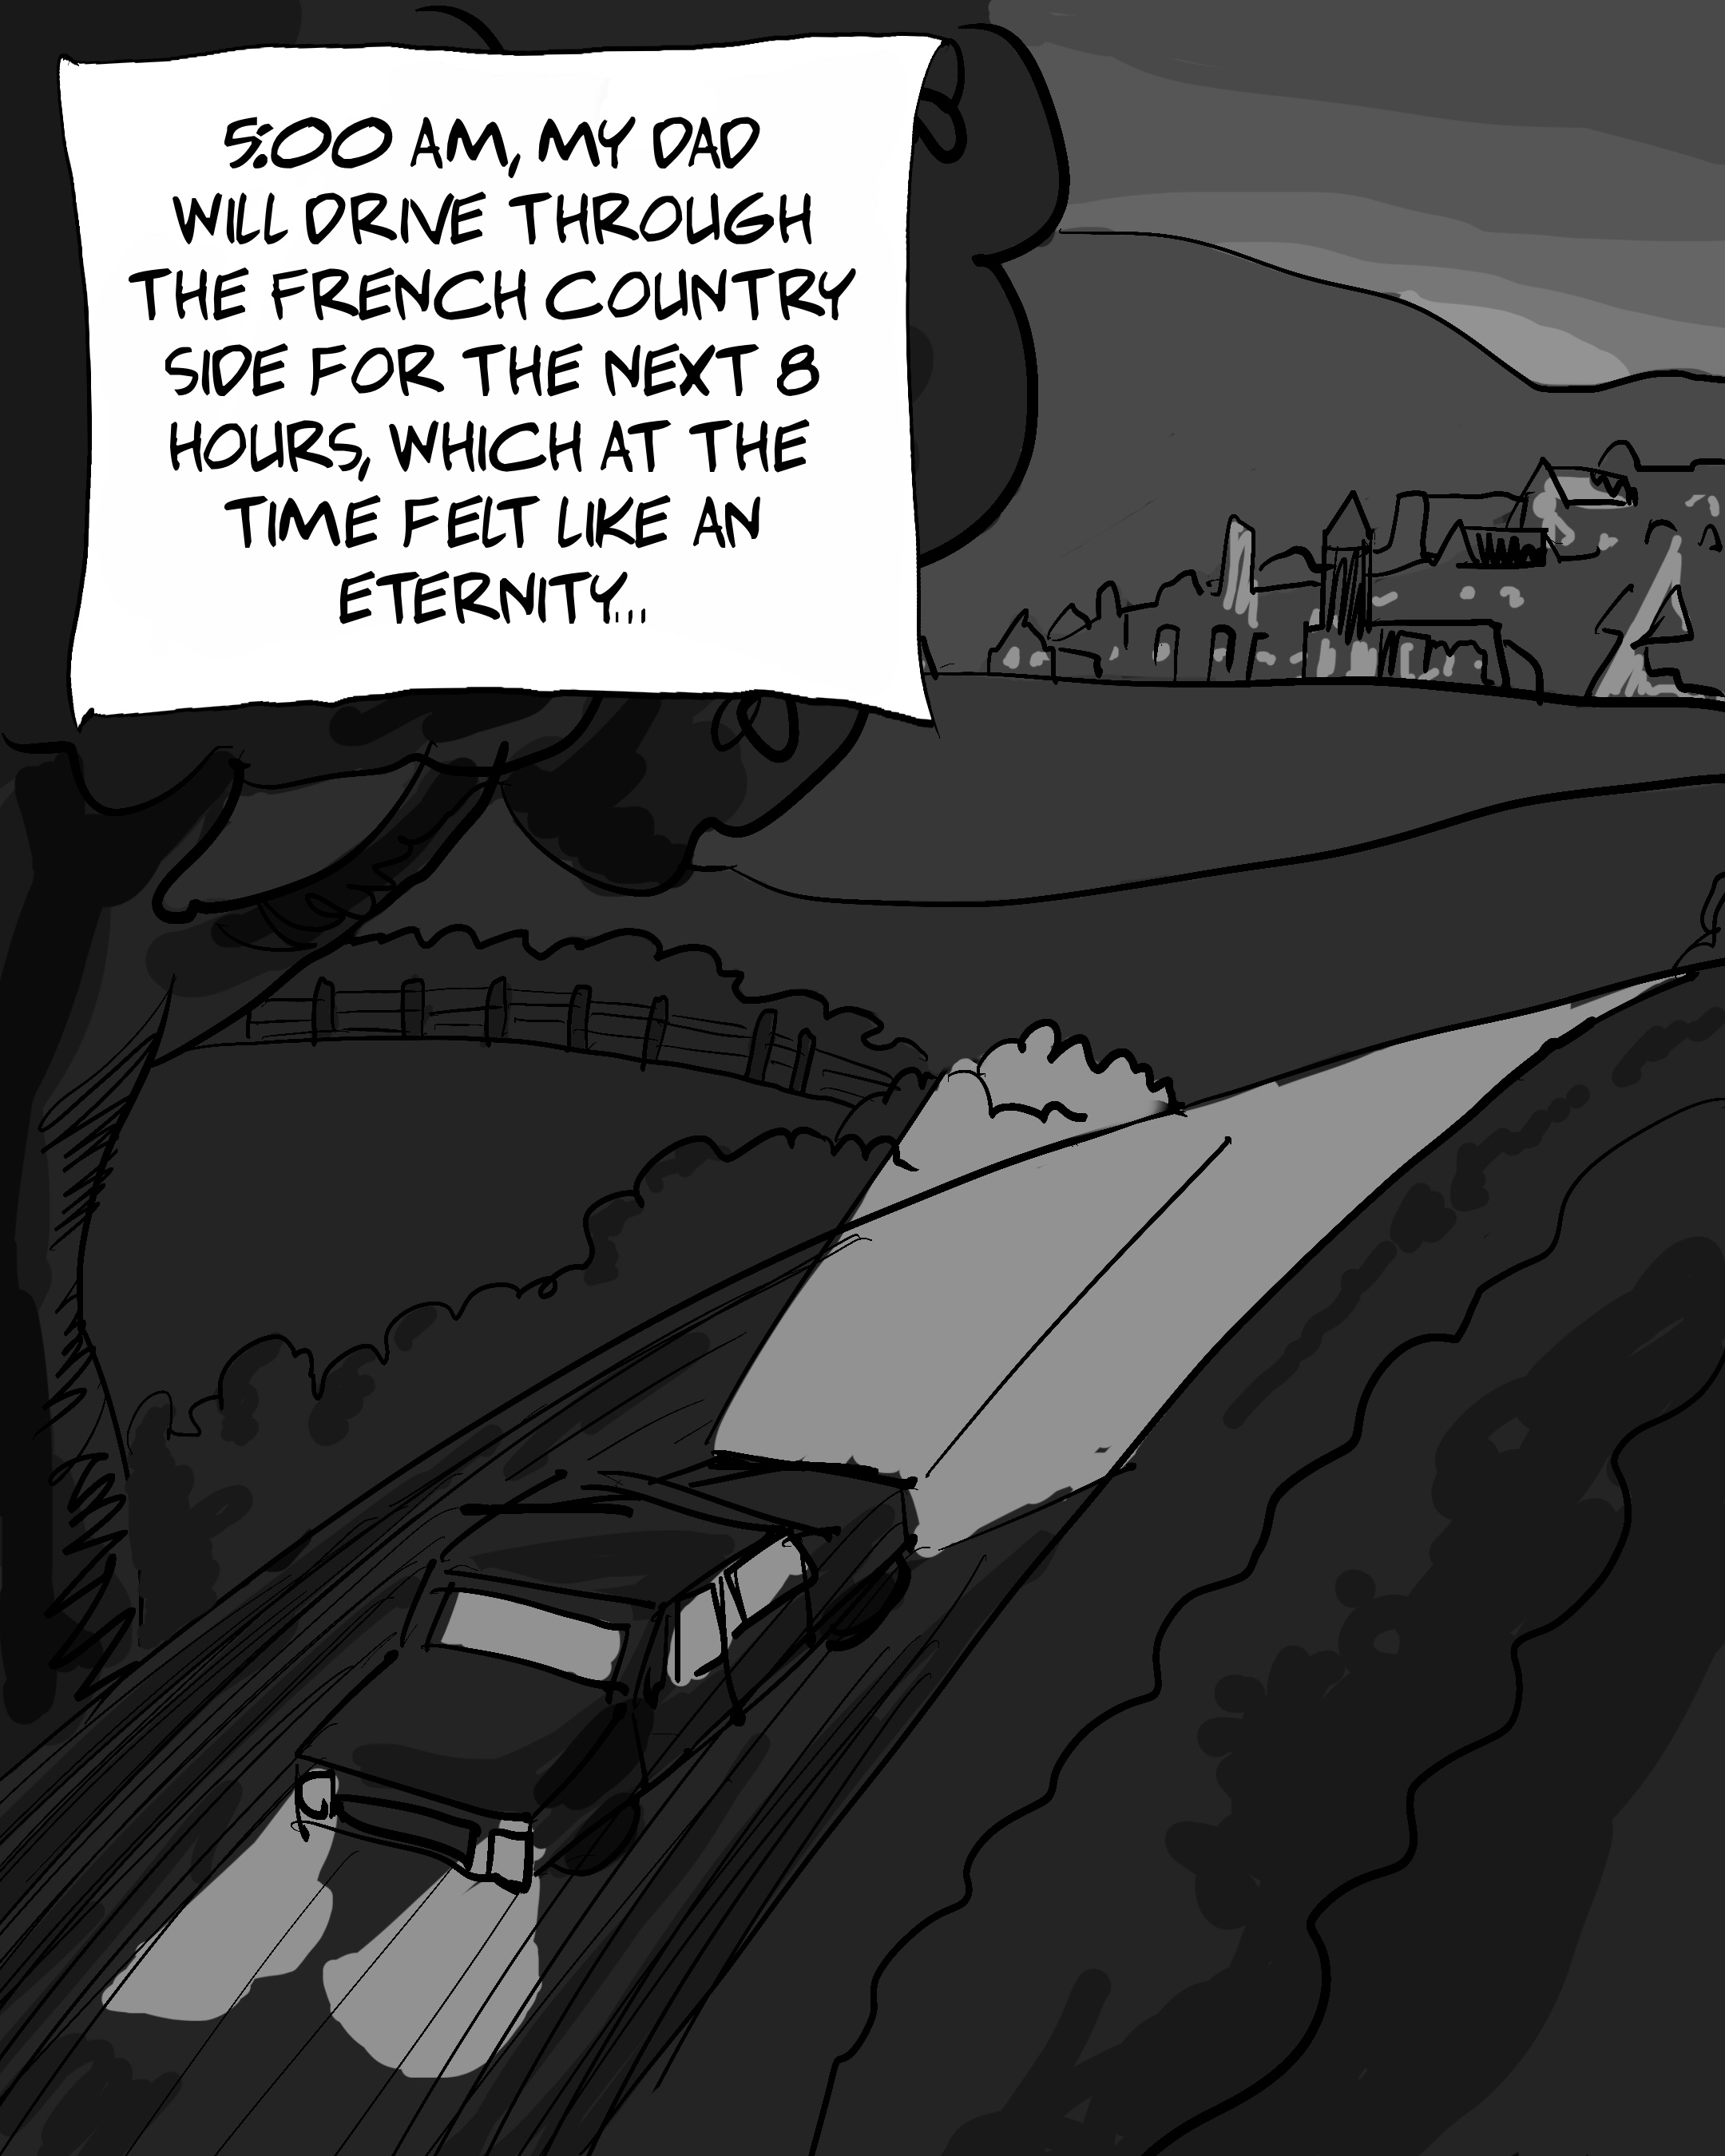 5:00 AM, MY DAD
WILL DRIVE THROUGH
THE FRENCH COUNTRY
SIDE FOR THE NEXT 8
HOURS, WHICH AT THE
TIME FELT LIKE AN
ETERNITY...